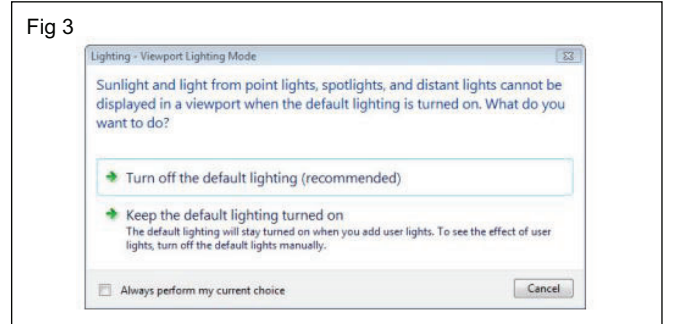 Fig 3
Lighting - Viewport Lighting Mode
Sunlight and light from point lights, spotlights, and distant lights cannot be
displayed in a viewport when the default lighting is turned on. What do you
want to do?
Turn off the default lighting (recommended)
Keep the default lighting turned on
The default lighting will stay turned on when you add user lights. To see the effect of user
lights, turn off the default lights manually.
Always perform my current choice
Cancel